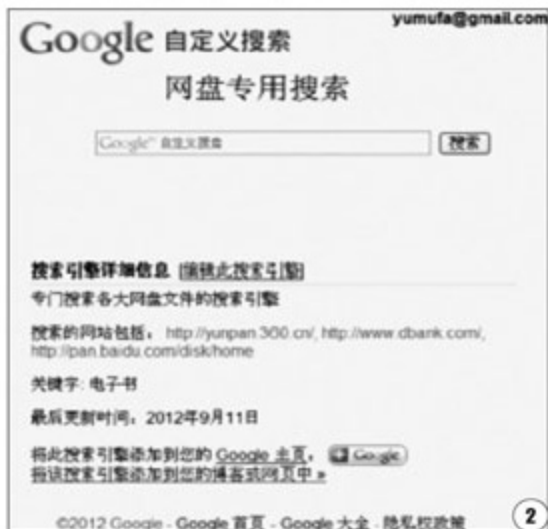 yumufa@gmail.com
Google 自定义搜索
网盘专用搜索
Google™ 自定义搜索 搜索
搜索引擎详细信息 [编辑此搜索引擎]
专门搜索各大网盘文件的搜索引擎
搜索的网站包括： http://yunpan.360.cn/, http://www.dbank.com/,
http://pan.baidu.com/disk/home
关键字: 电子书
最后更新时间： 2012年9月11日
将此搜索引擎添加到您的 Google 主页： Google
将该搜索引擎添加到您的博客或网页中 »
©2012 Google - Google 首页 - Google 大全 - 隐私权政策
2